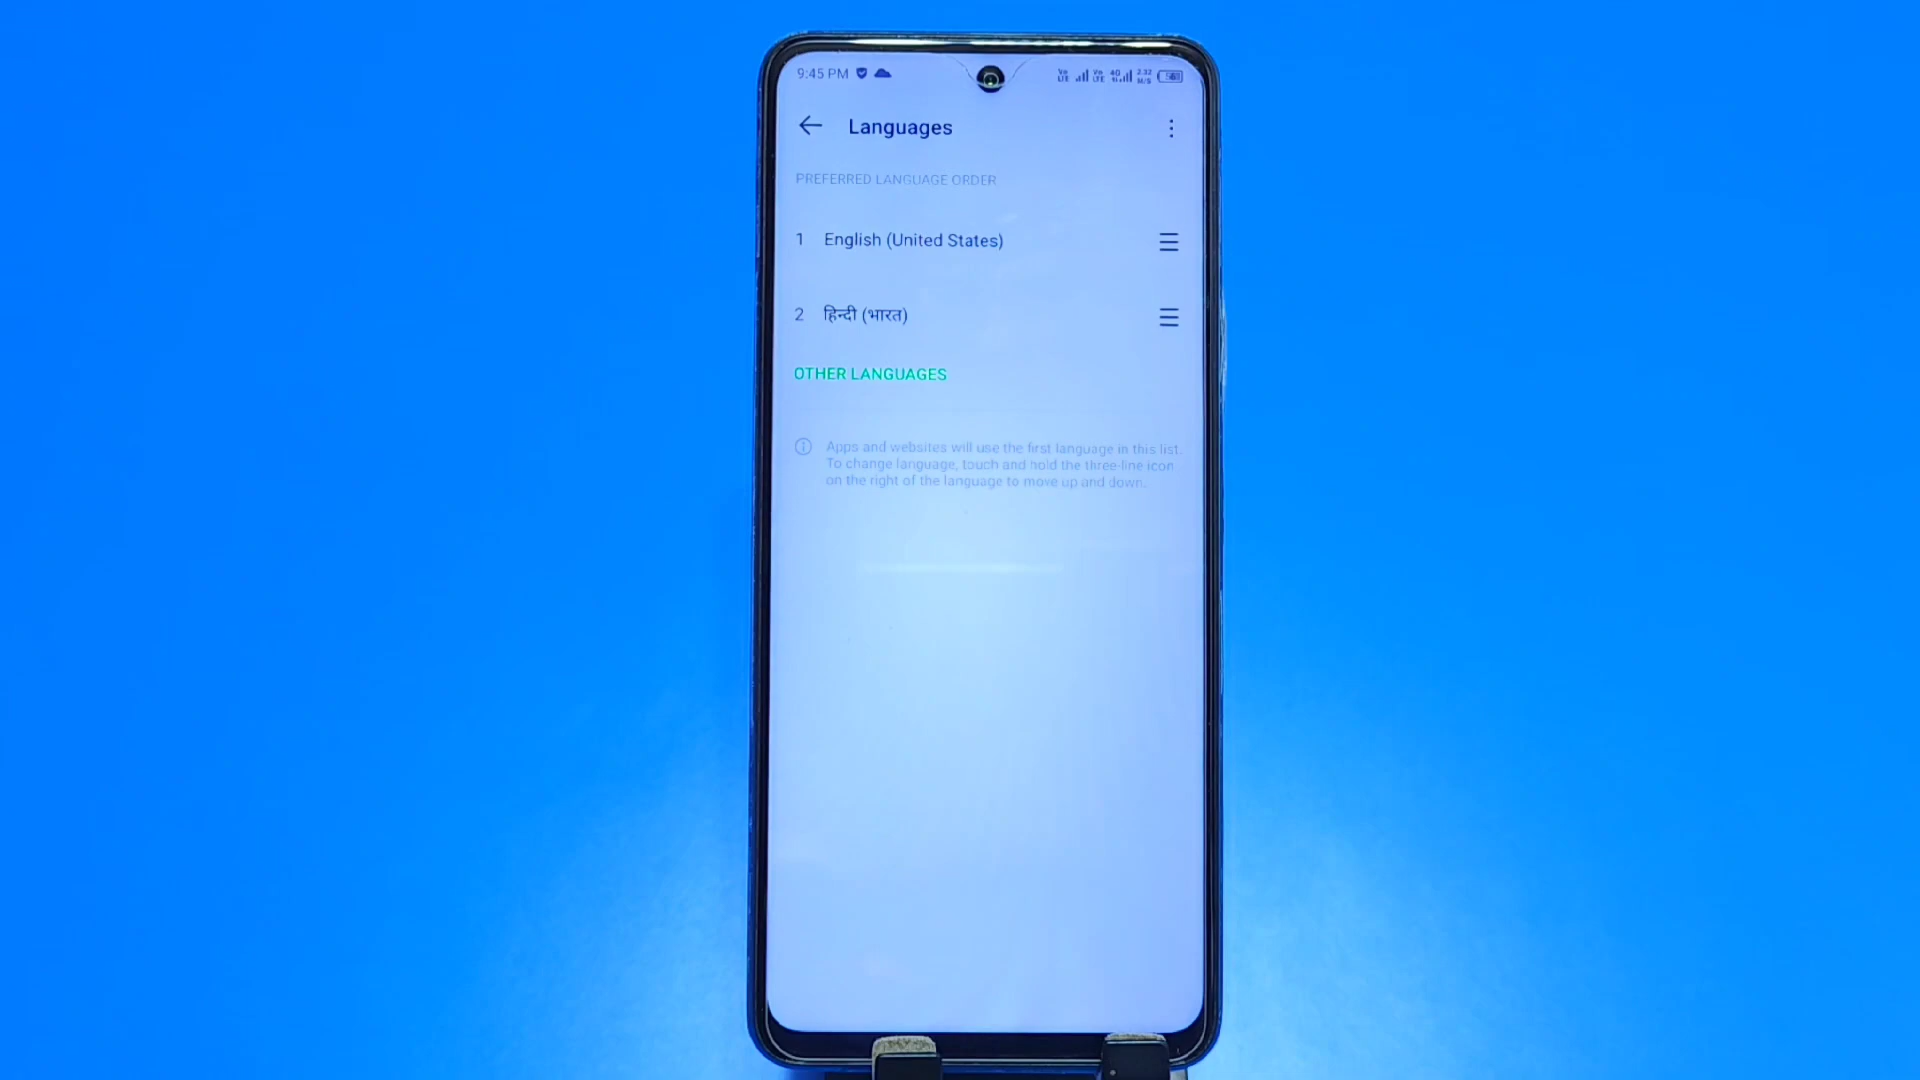 9:45 PM
Languages
PREFERRED LANGUAGE ORDER
1 English (United States)
2 हिन्दी (भारत)
OTHER LANGUAGES
Apps and websites will use the first language in this list.
To change language, touch and hold the three-line icon
on the right of the language to move up and down.